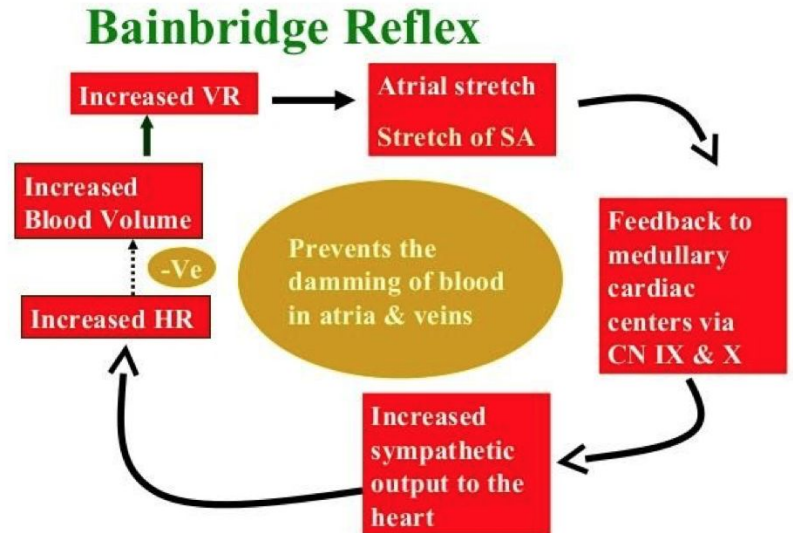 Bainbridge Reflex
Increased VR
Atrial stretch
Stretch of SA
Increased
Blood Volume
-Ve
Increased HR
Prevents the
damming of blood
in atria & veins
Feedback to
medullary
cardiac
centers via
CN IX & X
Increased
sympathetic
output to the
heart